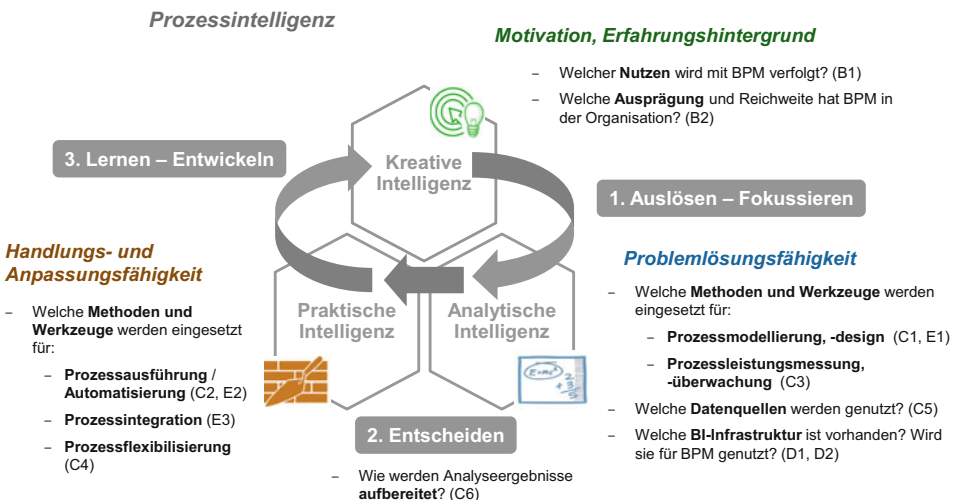 Prozessintelligenz
Motivation, Erfahrungshintergrund
– Welcher Nutzen wird mit BPM verfolgt? (B1)
– Welche Ausprägung und Reichweite hat BPM in
der Organisation? (B2)
3. Lernen – Entwickeln
Kreative
Intelligenz
1. Auslösen – Fokussieren
Handlungs- und
Anpassungsfähigkeit
– Welche Methoden und
Werkzeuge werden eingesetzt
für:
– Prozessausführung /
Automatisierung (C2, E2)
– Prozessintegration (E3)
– Prozessflexibilisierung
(C4)
Praktische
Intelligenz
Analytische
Intelligenz
E=mc²
+ 2
3
5
Problemlösungsfähigkeit
– Welche Methoden und Werkzeuge werden
eingesetzt für:
– Prozessmodellierung, -design (C1, E1)
– Prozessleistungsmessung,
-überwachung (C3)
– Welche Datenquellen werden genutzt? (C5)
– Welche BI-Infrastruktur ist vorhanden? Wird
sie für BPM genutzt? (D1, D2)
2. Entscheiden
– Wie werden Analyseergebnisse
aufbereitet? (C6)